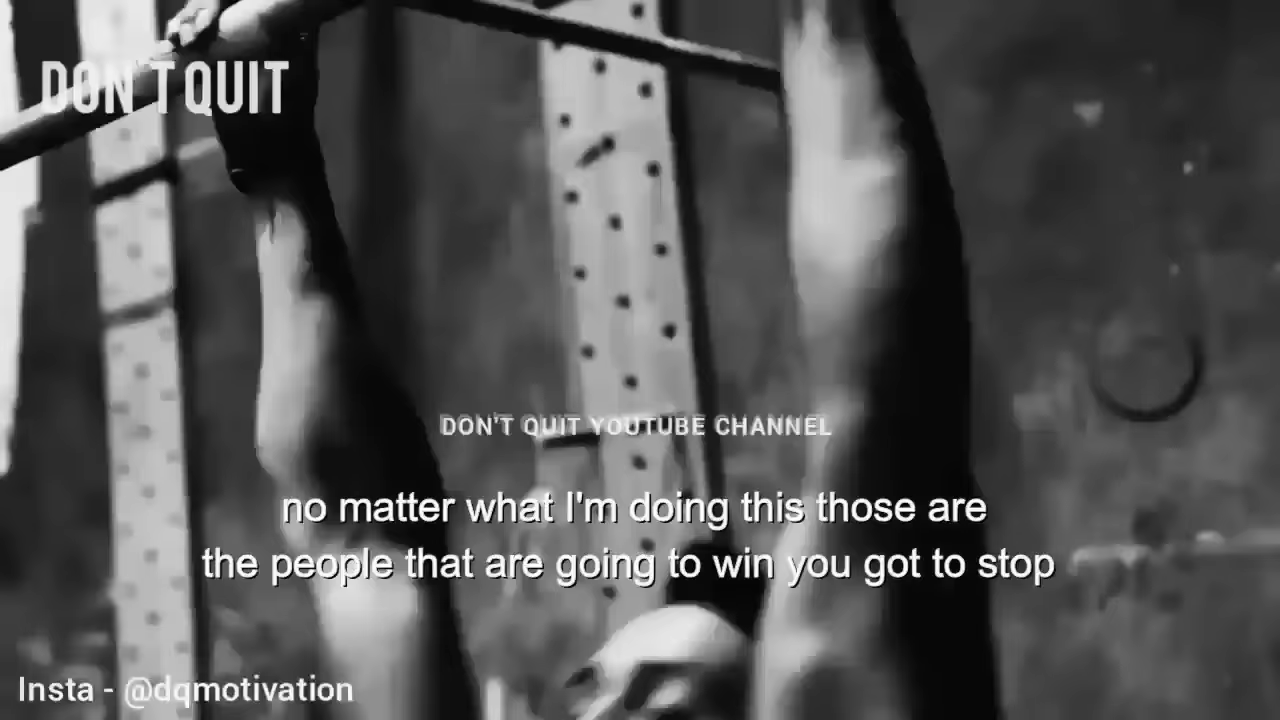 DON'T QUIT
DON'T QUIT YOUTUBE CHANNEL
no matter what I'm doing this those are
the people that are going to win you got to stop
Insta - @dqmotivation